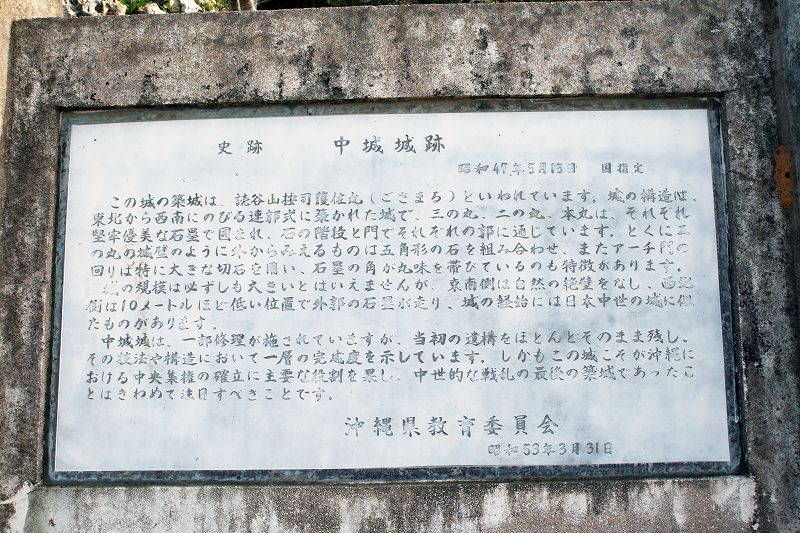 史跡　中城城跡
昭和47年5月15日　国指定
この城の築城は、読谷山按司護佐丸（ごさまる）といわれています。城の構造は、
東北から西南にのびる連郭式に築かれた城で、三の丸、二の丸、本丸は、それぞれ
堅牢優美な石塁で囲まれ、石の階段と門でそれぞれの郭に通じています。とくに三
の丸の城壁のように外からみえるものは五角形の石を組み合わせ、またアーチ門の
回りは特に大きな切石を用い、石塁の角が丸味を帯びているのも特徴があります。
城の規模は必ずしも大きいとはいえませんが、東南側は自然の絶壁をなし、西北
側は10メートルほど低い位置で外郭の石塁が走り、城の経始には日本中世の城に似
たものがあります。
中城城は、一部修理が施されていますが、当初の遺構をほとんどそのまま残し、
その技法や構造において一層の完成度を示しています。しかもこの城こそが沖縄に
おける中央集権の確立に主要な役割を果し、中世的な戦乱の最後の築城であったこ
とはきわめて注目すべきことです。
沖縄県教育委員会
昭和53年3月31日